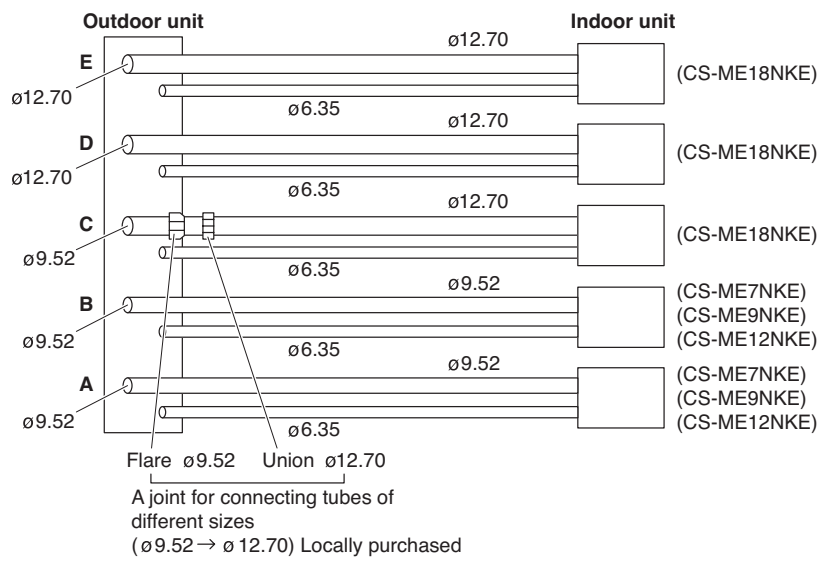 Outdoor unit Indoor unit
ø12.70
E
(CS-ME18NKE)
ø12.70
ø6.35
ø12.70
D
(CS-ME18NKE)
ø12.70
ø6.35
ø12.70
C
(CS-ME18NKE)
ø9.52
ø6.35
ø9.52
(CS-ME7NKE)
B
(CS-ME9NKE)
ø9.52
(CS-ME12NKE)
ø6.35
ø9.52
(CS-ME7NKE)
A
(CS-ME9NKE)
ø9.52
(CS-ME12NKE)
ø6.35
Flare ø9.52 Union ø12.70
A joint for connecting tubes of
different sizes
(ø9.52→ ø12.70) Locally purchased